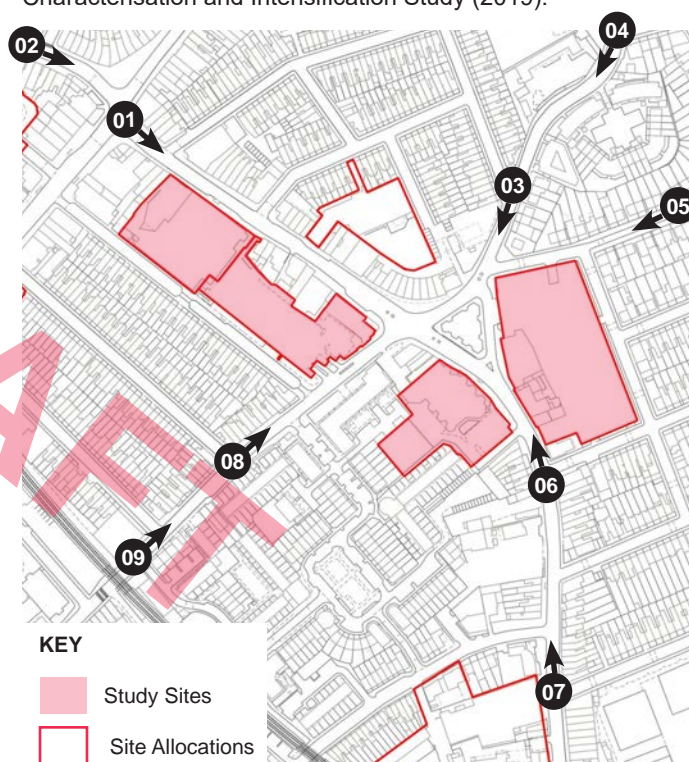 Characterisation and Intensification Study (2019).
04
02
01
03
05
08
06
09
07
KEY
Study Sites
Site Allocations